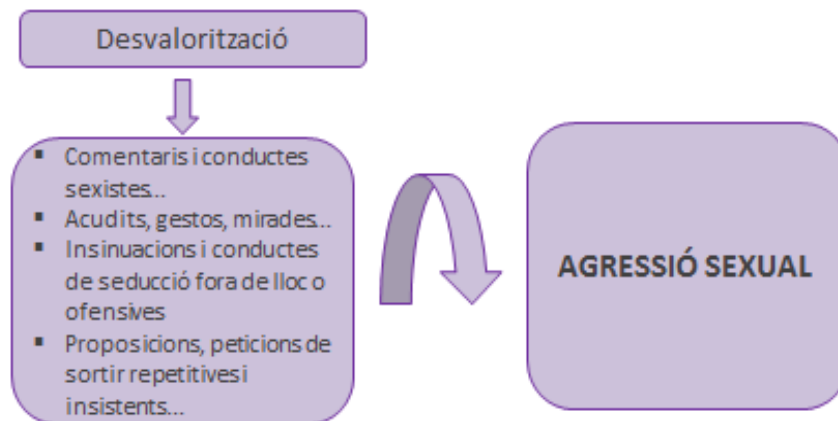 Desvalorització
▪ Comentaris i conductes
sexistes...
▪ Acudits, gestos, mirades...
▪ Insinuacions i conductes
de seducció fora de lloc o
ofensives
▪ Proposicions, peticions de
sortir repetitives i
insistents...
AGRESSIÓ SEXUAL